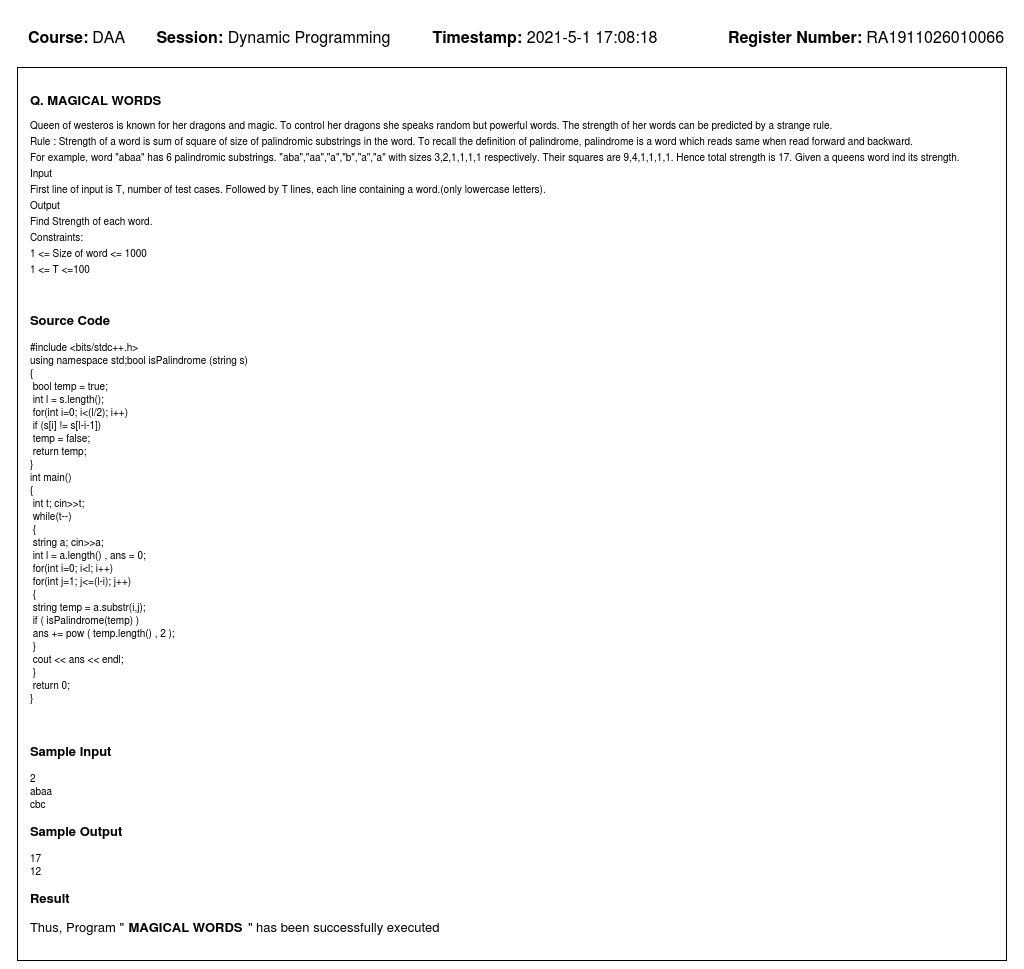 Course: DAA Session: Dynamic Programming Timestamp: 2021-5-1 17:08:18 Register Number: RA1911026010066
Q. MAGICAL WORDS
Queen of westeros is known for her dragons and magic. To control her dragons she speaks random but powerful words. The strength of her words can be predicted by a strange rule.
Rule : Strength of a word is sum of square of size of palindromic substrings in the word. To recall the definition of palindrome, palindrome is a word which reads same when read forward and backward.
For example, word "abaa" has 6 palindromic substrings. "aba","aa","a","b","a","a" with sizes 3,2,1,1,1,1 respectively. Their squares are 9,4,1,1,1,1. Hence total strength is 17. Given a queens word ind its strength.
Input
First line of input is T, number of test cases. Followed by T lines, each line containing a word.(only lowercase letters).
Output
Find Strength of each word.
Constraints:
1 <= Size of word <= 1000
1 <= T <=100
Source Code
#include <bits/stdc++.h>
using namespace std;bool isPalindrome (string s)
{
bool temp = true;
int l = s.length();
for(int i=0; i<(l/2); i++)
if (s[i] != s[l-i-1])
temp = false;
return temp;
}
int main()
{
int t; cin>>t;
while(t--)
{
string a; cin>>a;
int l = a.length() , ans = 0;
for(int i=0; i<l; i++)
for(int j=1; j<=(l-i); j++)
{
string temp = a.substr(i,j);
if ( isPalindrome(temp) )
ans += pow ( temp.length() , 2 );
}
cout << ans << endl;
}
return 0;
}
Sample Input
2
abaa
cbc
Sample Output
17
12
Result
Thus, Program " MAGICAL WORDS " has been successfully executed